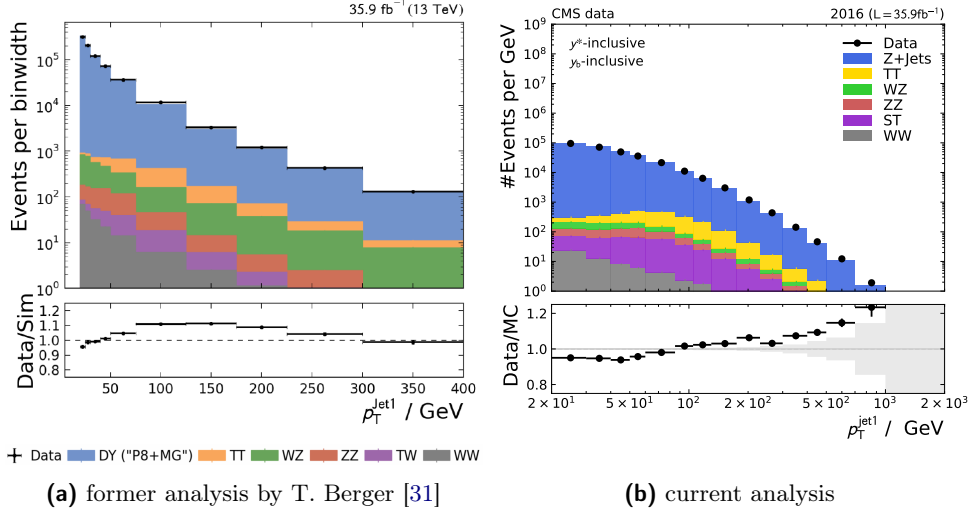 35.9 fb⁻¹ (13 TeV)
Events per binwidth
10⁵
10⁴
10³
10²
10¹
10⁰
Data/Sim
1.2
1.1
1.0
0.9
0.8
50 100 150 200 250 300 350 400
p_T^Jet1 / GeV
Data DY ("P8+MG") TT WZ ZZ TW WW
(a) former analysis by T. Berger [31]
CMS data 2016 (L = 35.9fb⁻¹)
y*-inclusive
y_b-inclusive
Data
Z+Jets
TT
WZ
ZZ
ST
WW
#Events per GeV
10⁹
10⁸
10⁷
10⁶
10⁵
10⁴
10³
10²
10¹
10⁰
Data/MC
1.2
1.0
0.8
2 × 10¹ 10² 2 × 10² 10³ 2 × 10³
p_T^jet1 / GeV
(b) current analysis